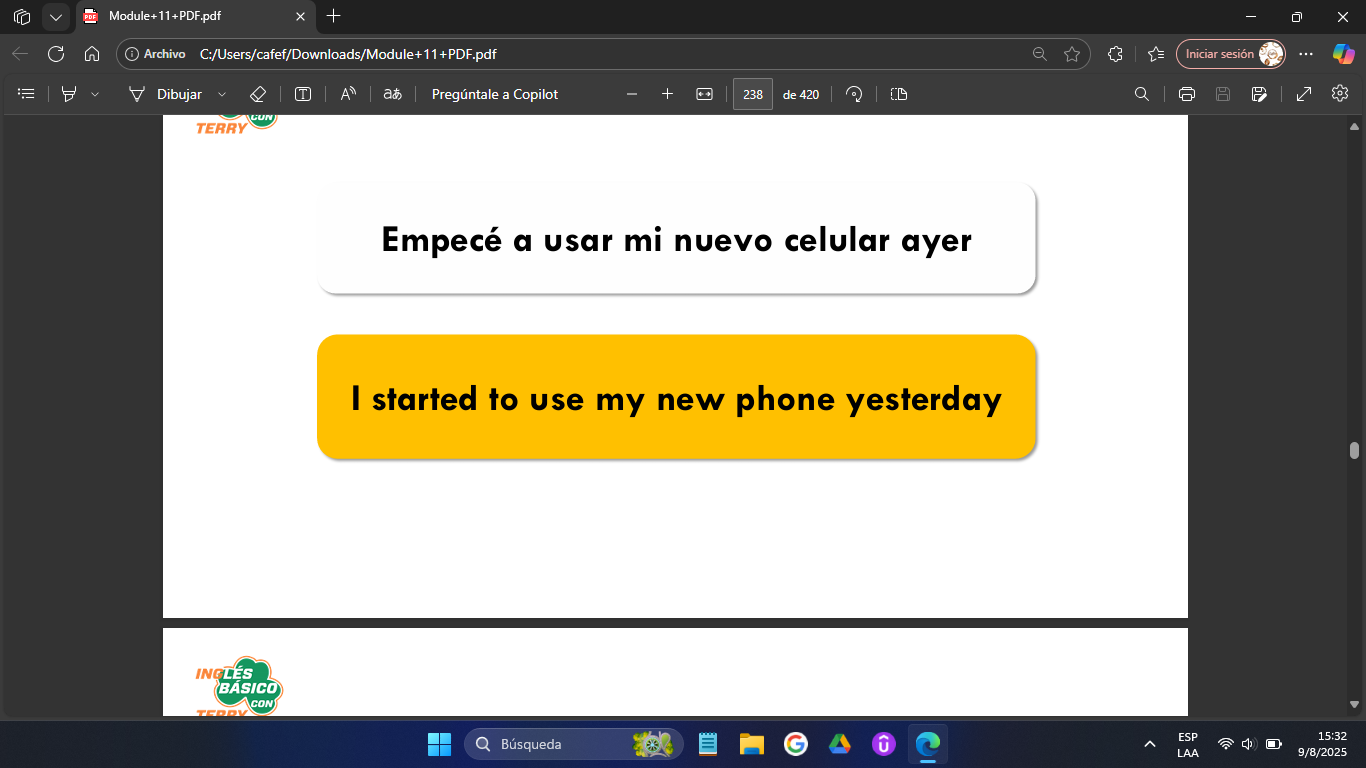 Module+11+PDF.pdf
Archivo C:/Users/cafef/Downloads/Module+11+PDF.pdf Iniciar sesión
Dibujar Pregúntale a Copilot 238 de 420
CON
TERRY
Empecé a usar mi nuevo celular ayer
I started to use my new phone yesterday
INGLÉS
BÁSICO
CON
TERRY
Búsqueda
ESP
LAA
15:32
9/8/2025